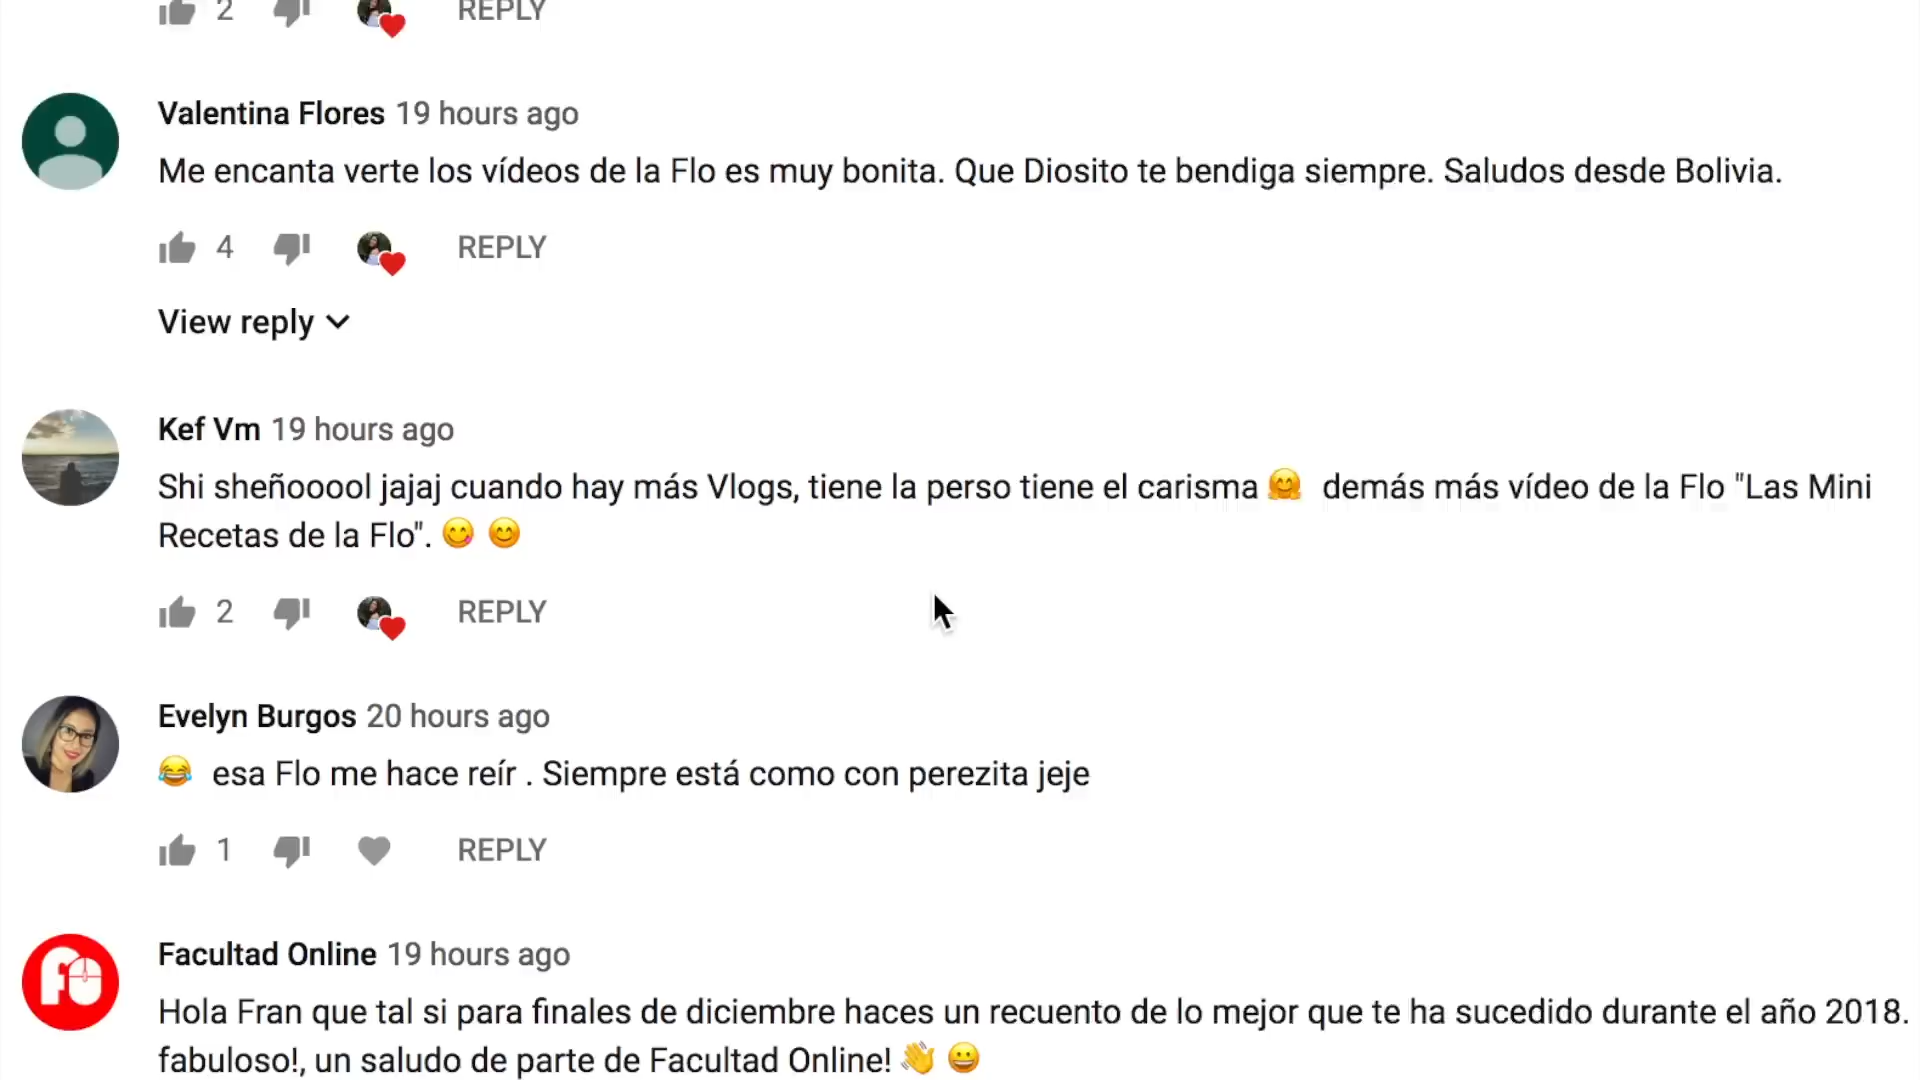 2 REPLY
Valentina Flores 19 hours ago
Me encanta verte los vídeos de la Flo es muy bonita. Que Diosito te bendiga siempre. Saludos desde Bolivia.
4 REPLY
View reply
Kef Vm 19 hours ago
Shi sheñooool jajaj cuando hay más Vlogs, tiene la perso tiene el carisma 🤗 demás más vídeo de la Flo "Las Mini
Recetas de la Flo". 😋 😊
2 REPLY
Evelyn Burgos 20 hours ago
😂 esa Flo me hace reír . Siempre está como con perezita jeje
1 REPLY
Facultad Online 19 hours ago
Hola Fran que tal si para finales de diciembre haces un recuento de lo mejor que te ha sucedido durante el año 2018.
fabuloso!, un saludo de parte de Facultad Online! 👋 😀